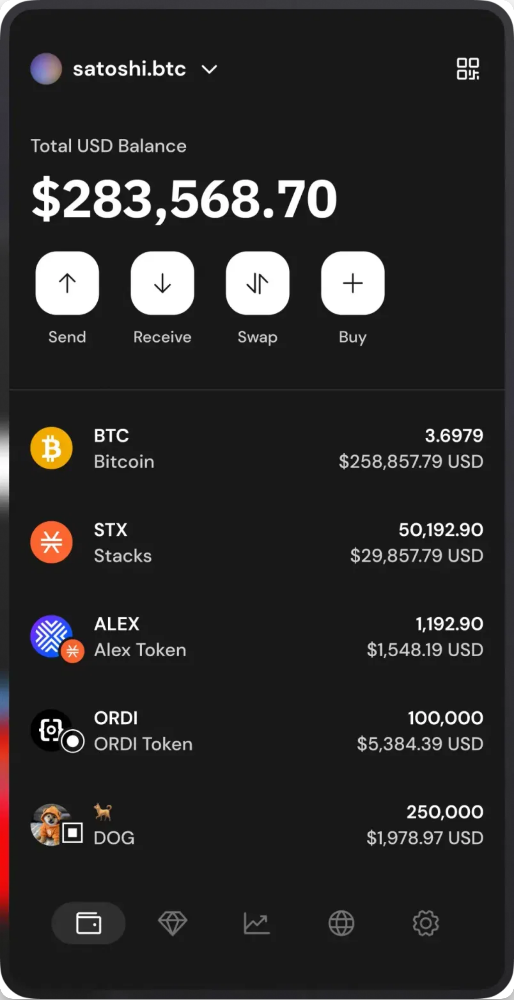 satoshi.btc
Total USD Balance
$283,568.70
Send Receive Swap Buy
BTC 3.6979
Bitcoin $258,857.79 USD
STX 50,192.90
Stacks $29,857.79 USD
ALEX 1,192.90
Alex Token $1,548.19 USD
ORDI 100,000
ORDI Token $5,384.39 USD
🐕 250,000
DOG $1,978.97 USD